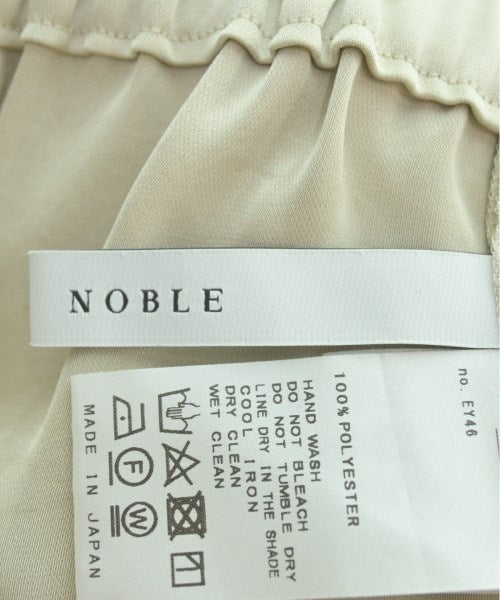 NOBLE
no. EY46
100% POLYESTER
HAND WASH
DO NOT BLEACH
DO NOT TUMBLE DRY
LINE DRY IN THE SHADE
COOL IRON
DRY CLEAN
WET CLEAN
F
W
MADE IN JAPAN